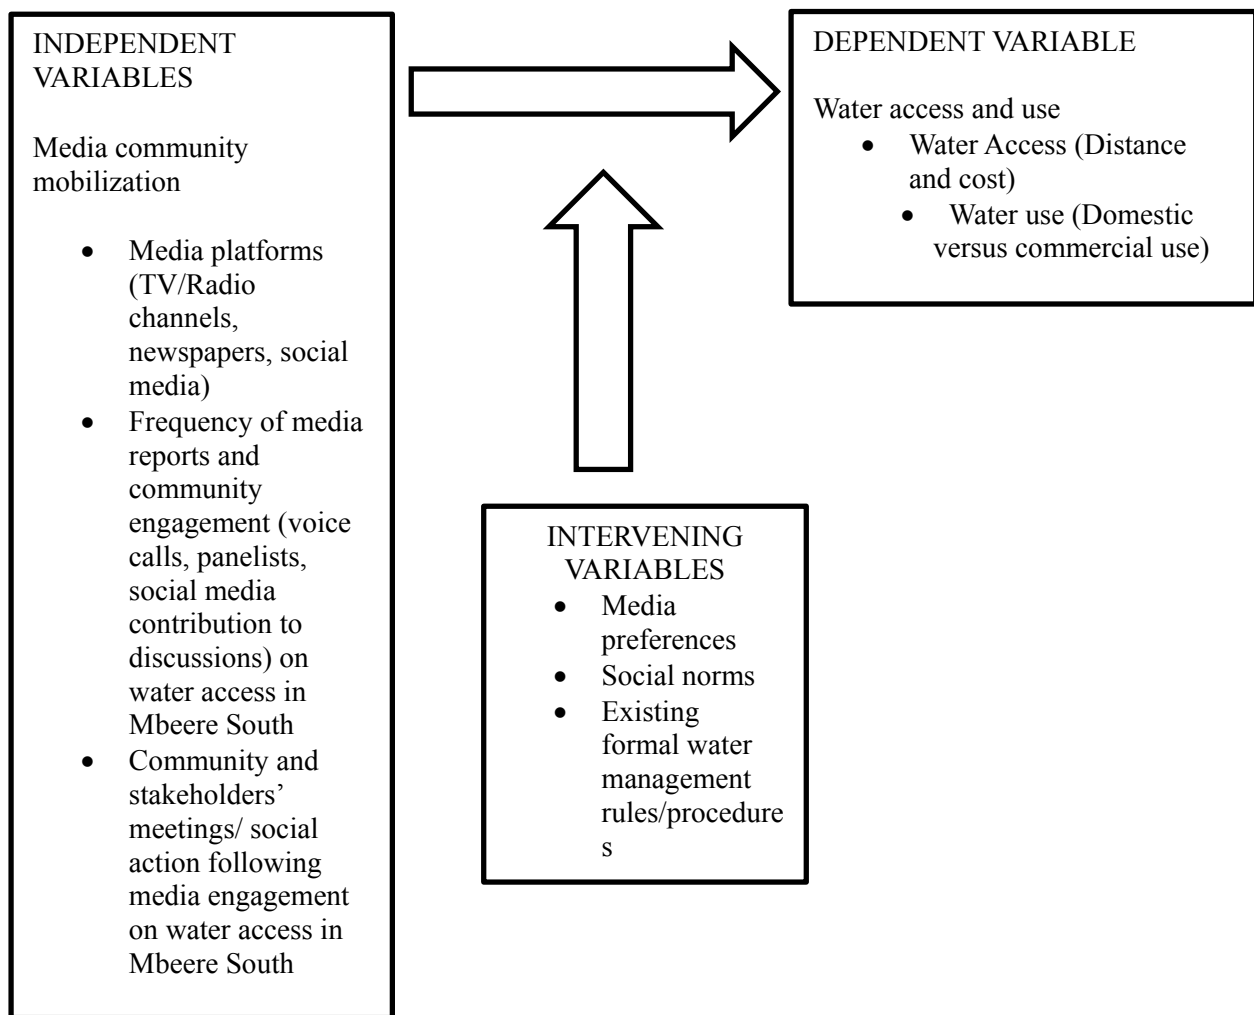 INDEPENDENT
VARIABLES
Media community
mobilization
• Media platforms
(TV/Radio
channels,
newspapers, social
media)
• Frequency of media
reports and
community
engagement (voice
calls, panelists,
social media
contribution to
discussions) on
water access in
Mbeere South
• Community and
stakeholders’
meetings/ social
action following
media engagement
on water access in
Mbeere South
DEPENDENT VARIABLE
Water access and use
• Water Access (Distance
and cost)
• Water use (Domestic
versus commercial use)
INTERVENING
VARIABLES
• Media
preferences
• Social norms
• Existing
formal water
management
rules/procedure
s